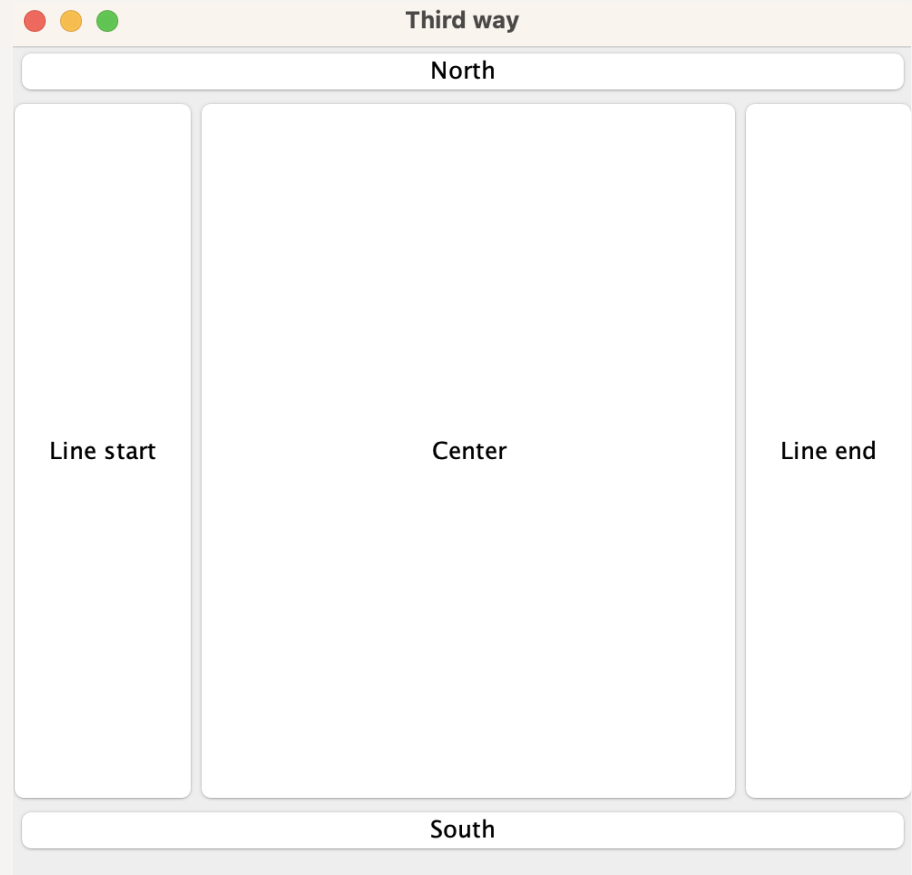 Third way
North
Line start
Center
Line end
South